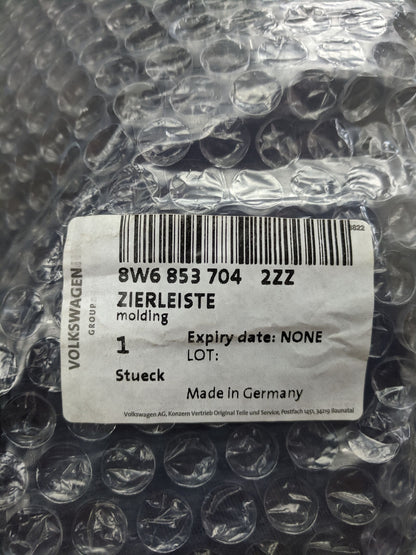 VOLKSWAGEN
GROUP
8W6 853 704 2ZZ
ZIERLEISTE
molding
1
Expiry date: NONE
LOT:
Stueck
Made in Germany
Volkswagen AG, Konzern Vertrieb Original Teile und Service, Postfach 1451, 34219 Baunatal